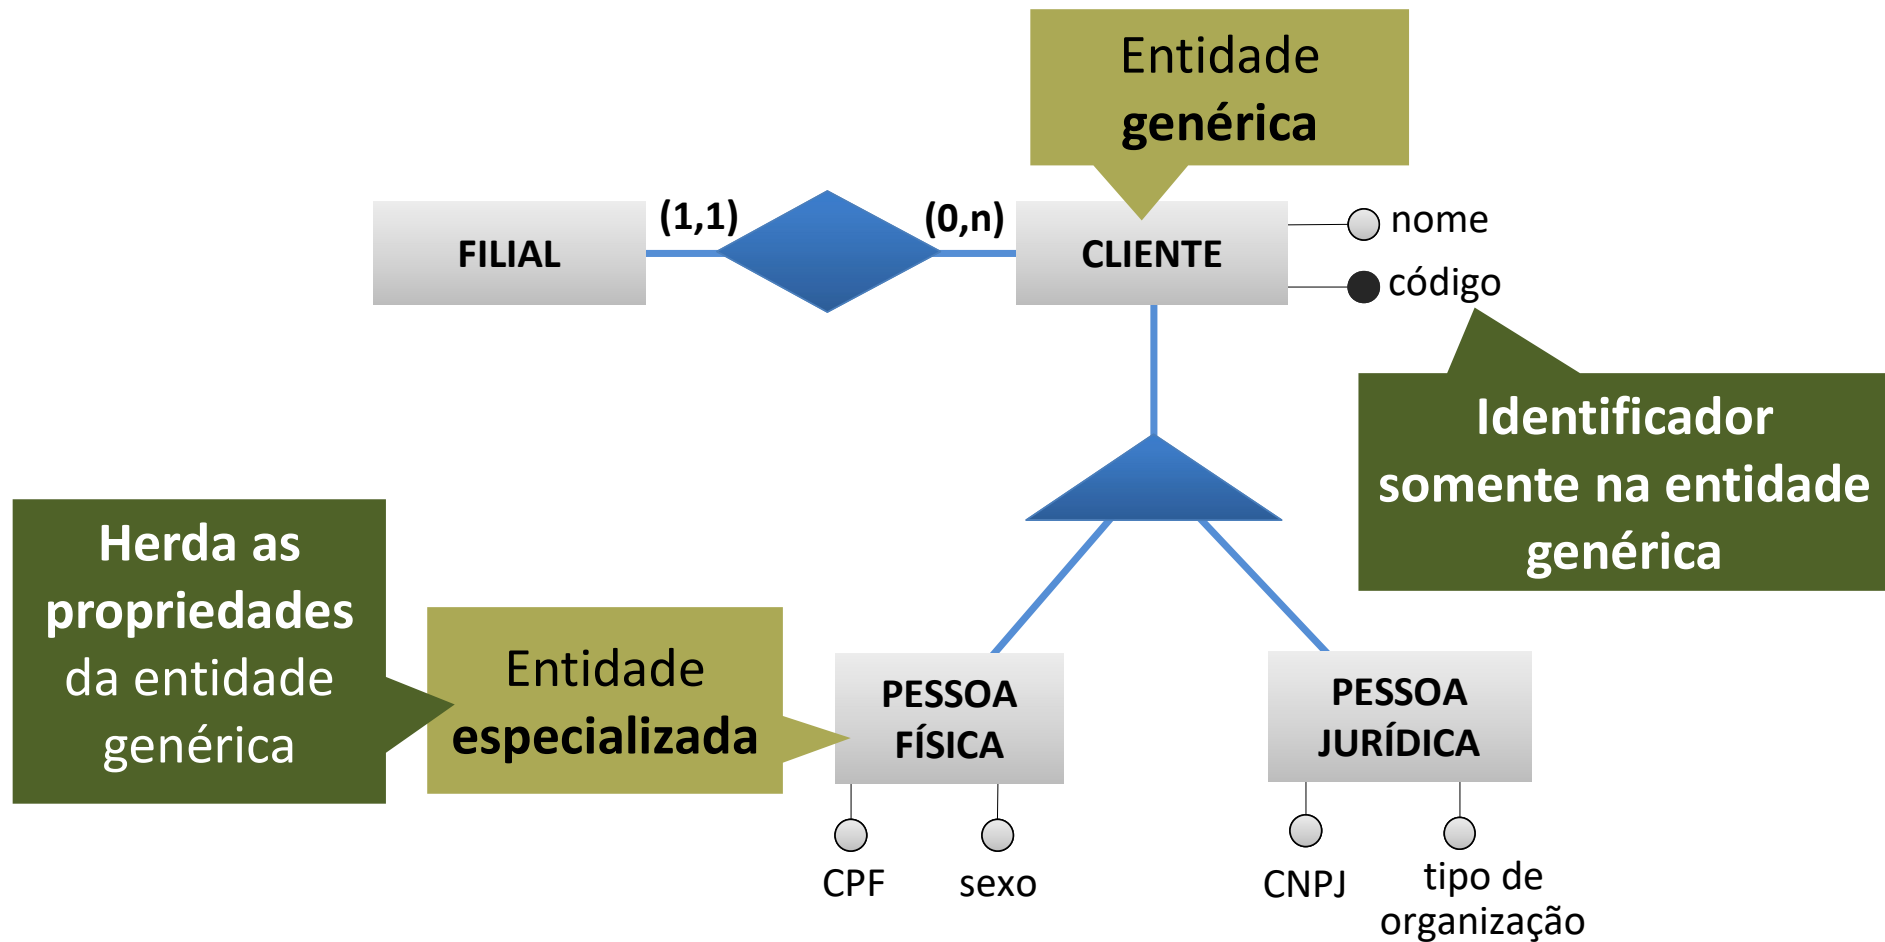 Entidade
genérica
FILIAL
(1,1)
(0,n)
CLIENTE
nome
código
Identificador
somente na entidade
genérica
Herda as
propriedades
da entidade
genérica
Entidade
especializada
PESSOA
FÍSICA
PESSOA
JURÍDICA
CPF
sexo
CNPJ
tipo de
organização